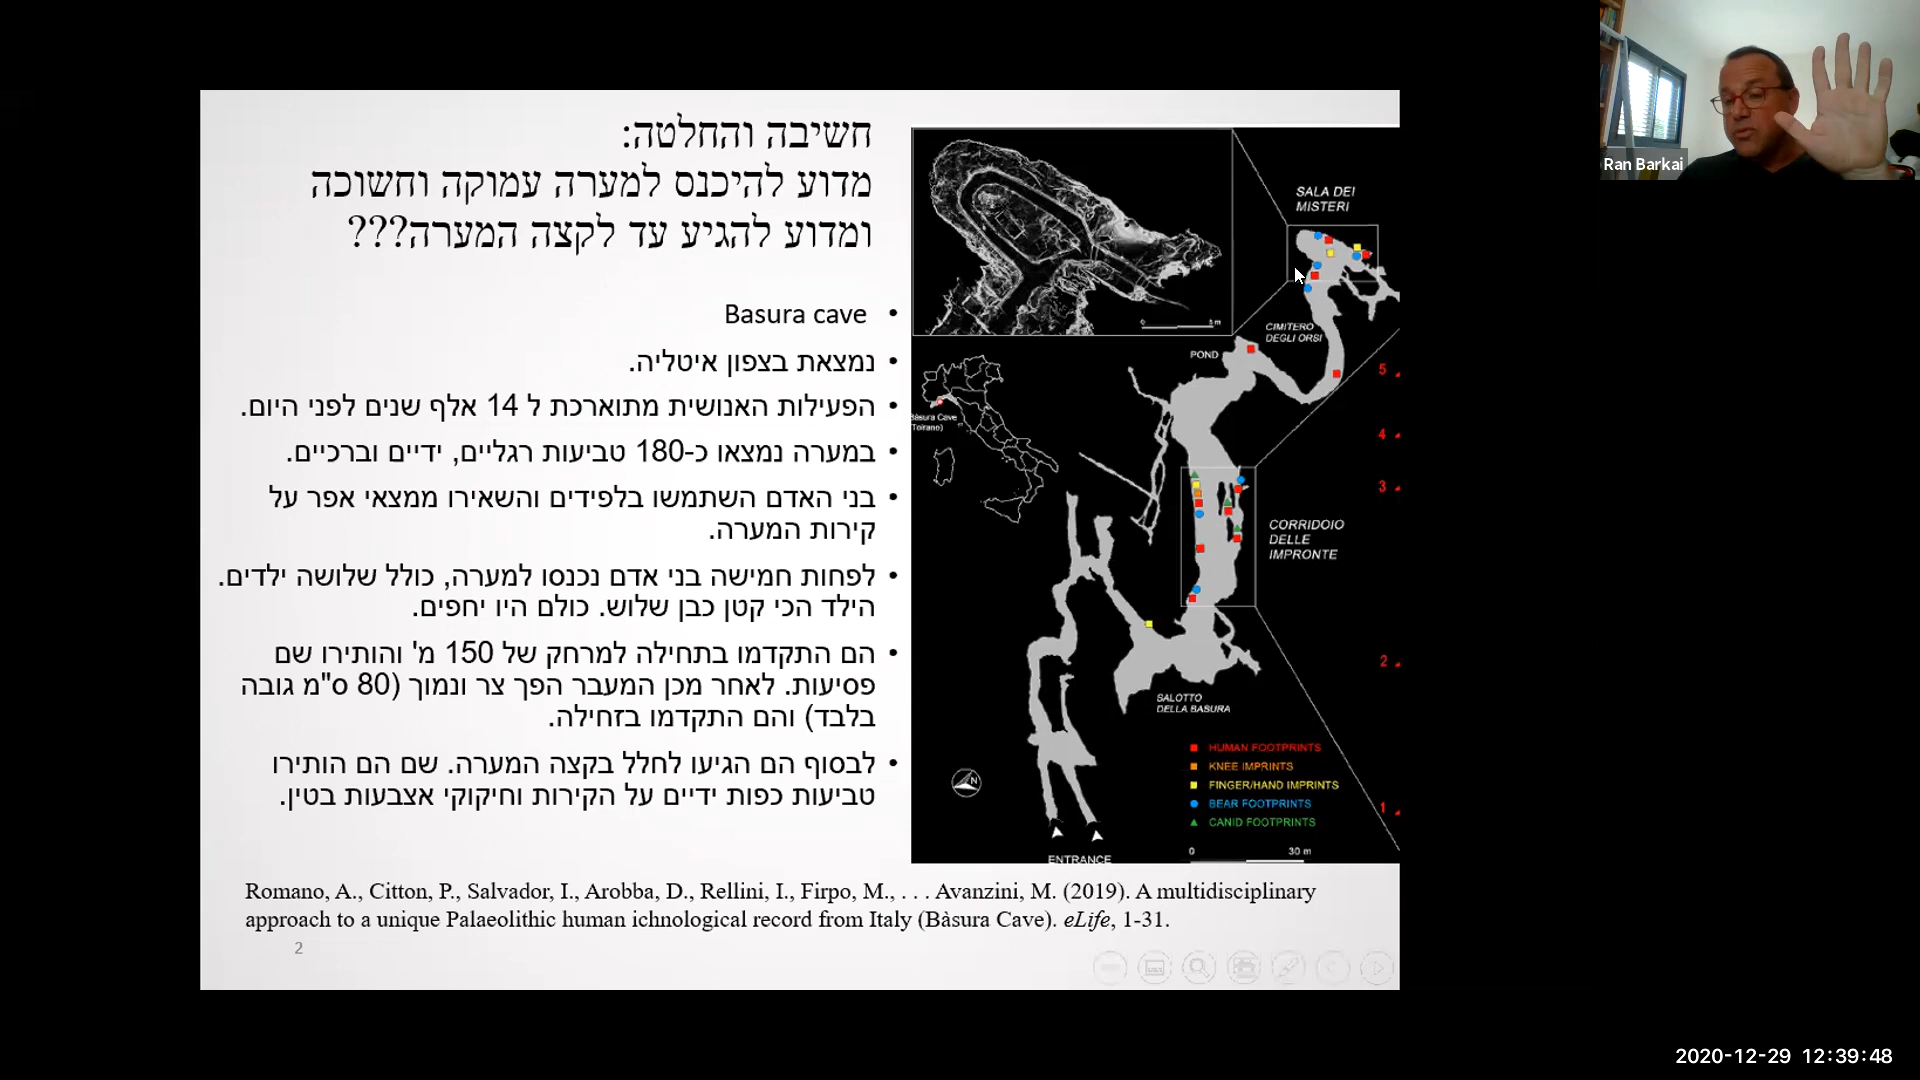 חשיבה והחלטה:
מדוע להיכנס למערה עמוקה וחשוכה
ומדוע להגיע עד לקצה המערה???
• Basura cave
• נמצאת בצפון איטליה.
• הפעילות האנושית מתוארכת ל 14 אלף שנים לפני היום.
• במערה נמצאו כ-180 טביעות רגליים, ידיים וברכיים.
• בני האדם השתמשו בלפידים והשאירו ממצאי אפר על
קירות המערה.
• לפחות חמישה בני אדם נכנסו למערה, כולל שלושה ילדים.
הילד הכי קטן כבן שלוש. כולם היו יחפים.
• הם התקדמו בתחילה למרחק של 150 מ' והותירו שם
פסיעות. לאחר מכן המעבר הפך צר ונמוך (80 ס"מ גובה
בלבד) והם התקדמו בזחילה.
• לבסוף הם הגיעו לחלל בקצה המערה. שם הם הותירו
טביעות כפות ידיים על הקירות וחיקוקי אצבעות בטין.
SALA DEI
MISTERI
0 5 m
CIMITERO
DEGLI ORSI
POND
Bàsura Cave
(Toirano)
5
4
3
2
1
CORRIDOIO
DELLE
IMPRONTE
SALOTTO
DELLA BASURA
HUMAN FOOTPRINTS
KNEE IMPRINTS
FINGER/HAND IMPRINTS
BEAR FOOTPRINTS
CANID FOOTPRINTS
N
0 30 m
ENTRANCE
Romano, A., Citton, P., Salvador, I., Arobba, D., Rellini, I., Firpo, M., . . . Avanzini, M. (2019). A multidisciplinary
approach to a unique Palaeolithic human ichnological record from Italy (Bàsura Cave). eLife, 1-31.
2
Ran Barkai
2020-12-29 12:39:48